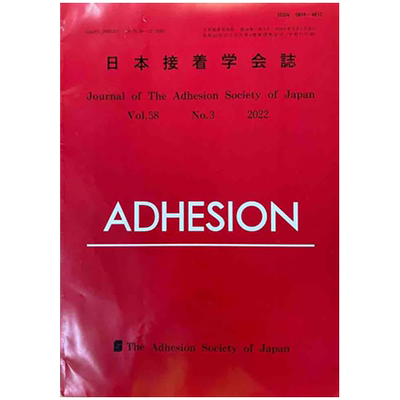 日本接着学会誌
Journal of The Adhesion Society of Japan
Vol.58 No.3 2022
ADHESION
The Adhesion Society of Japan